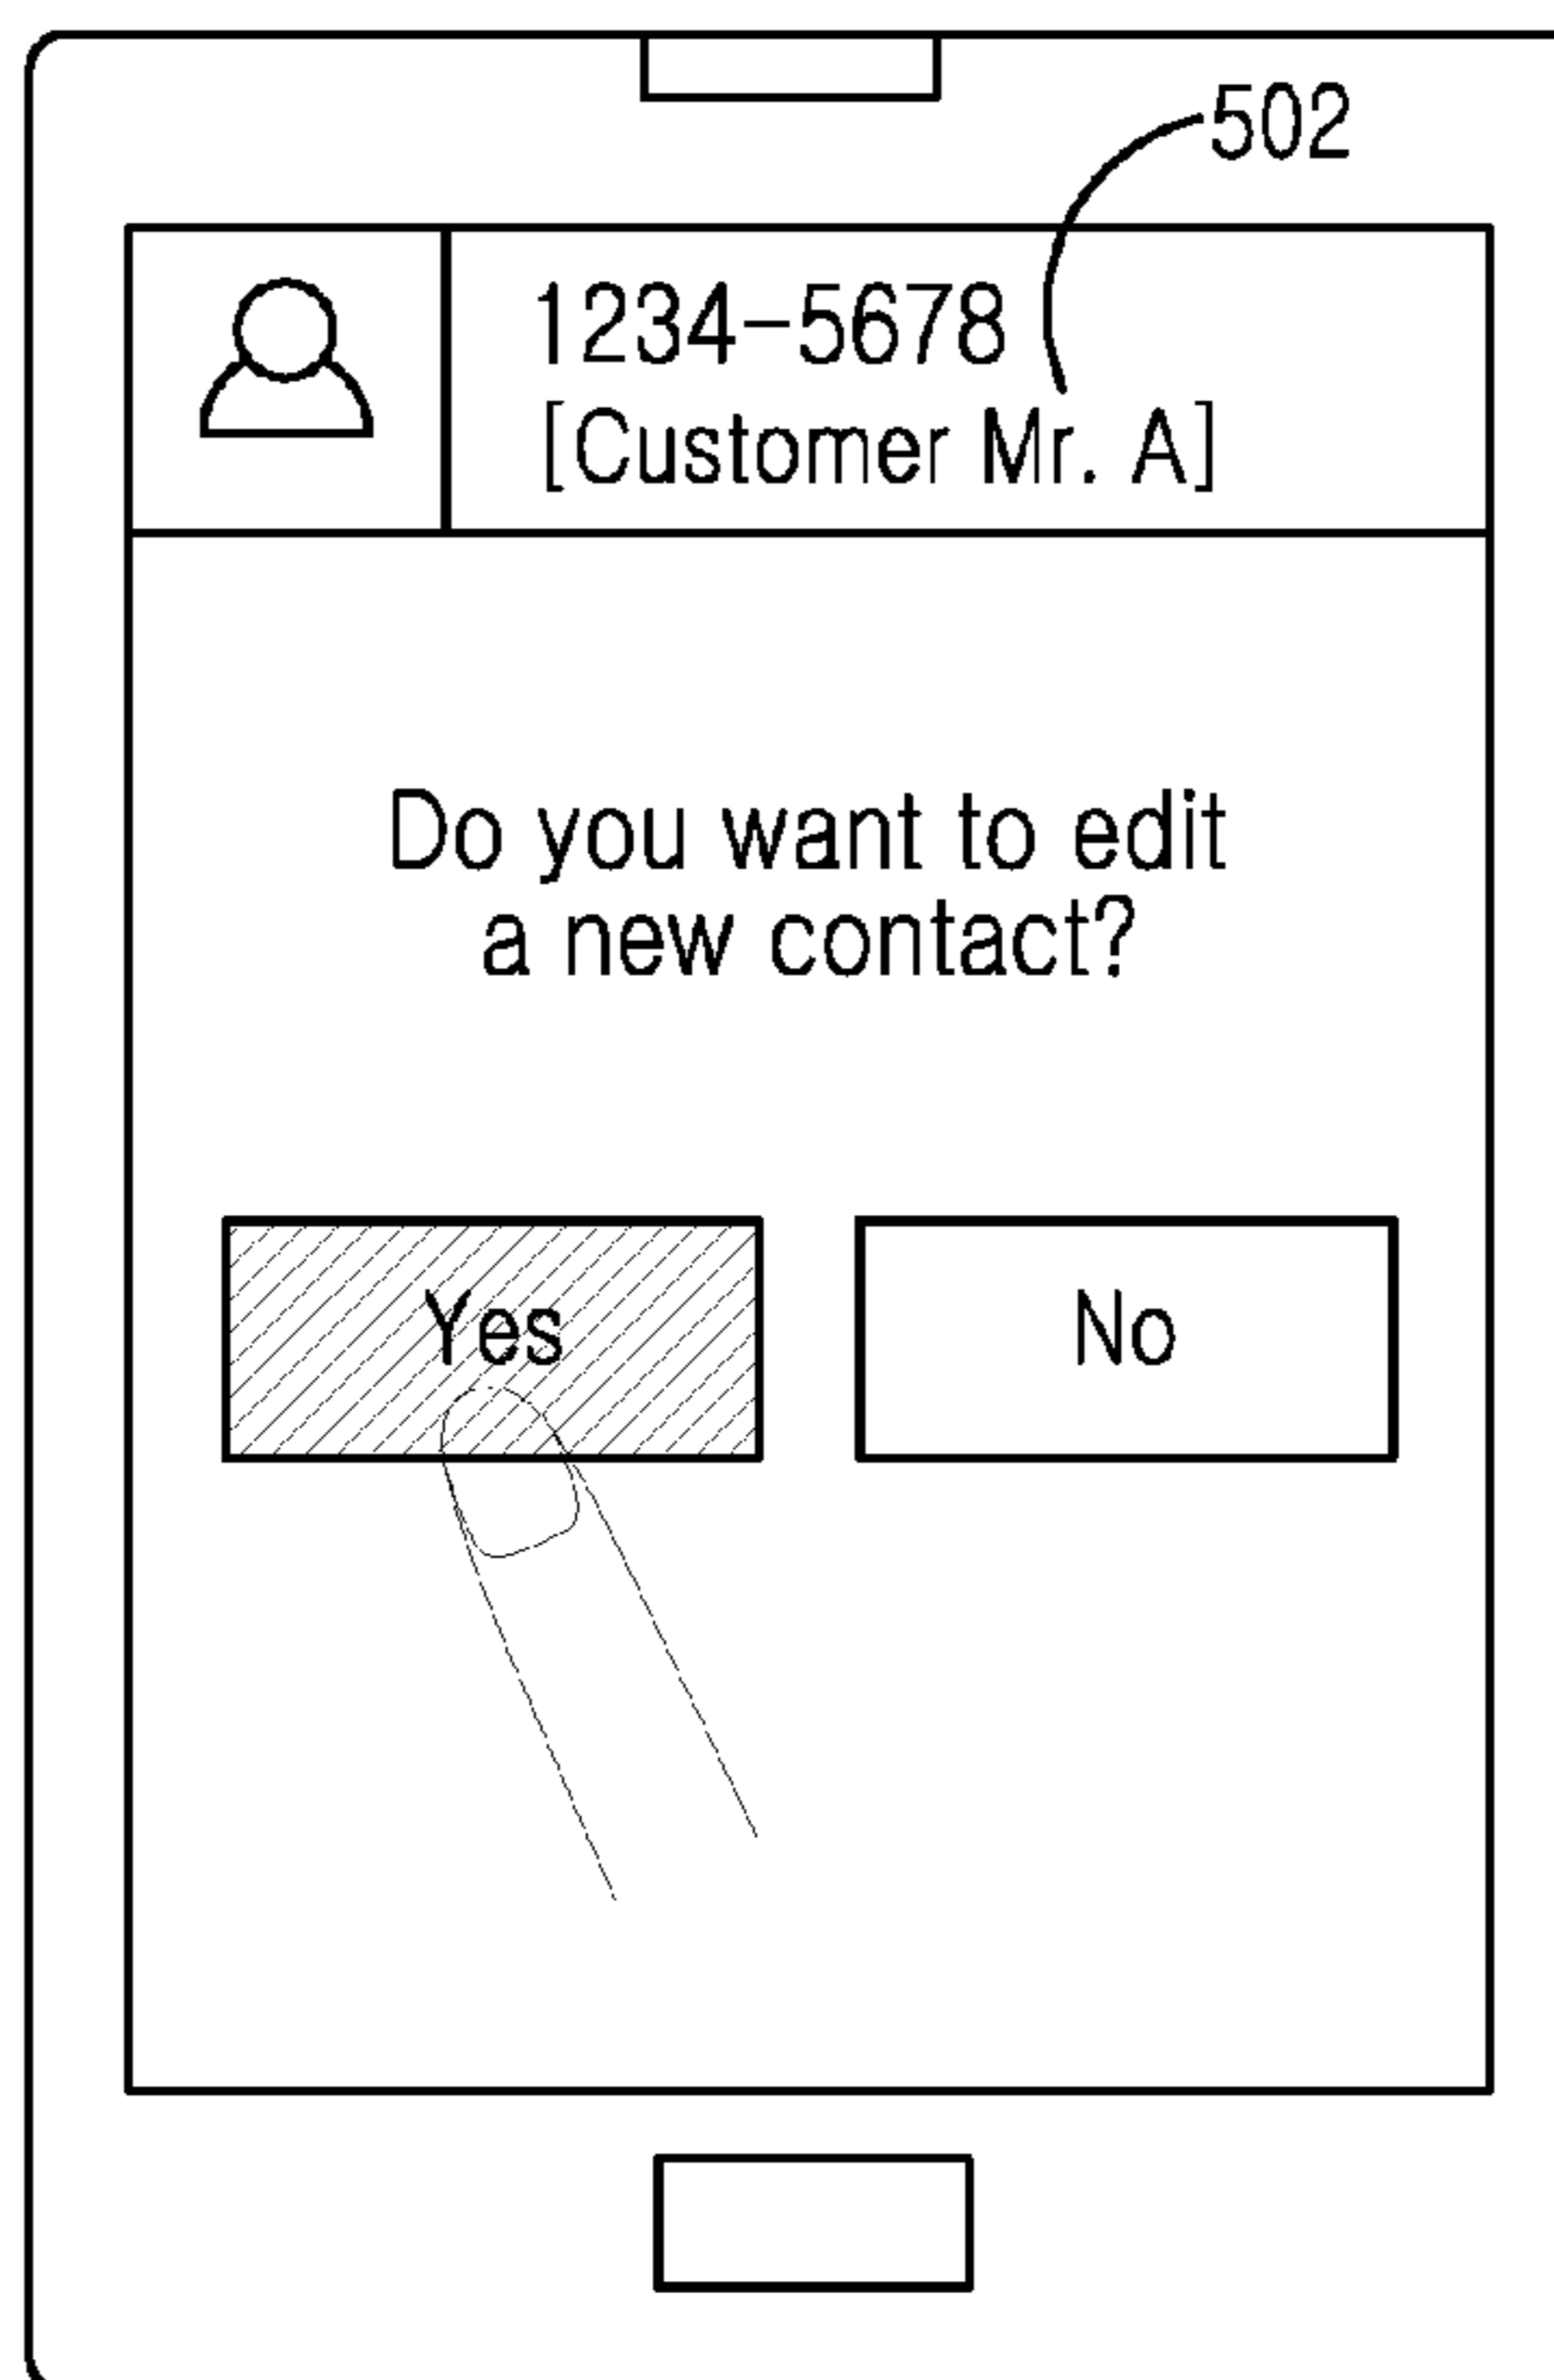 502
1234-5678
[Customer Mr. A]
Do you want to edit
a new contact?
Yes
No